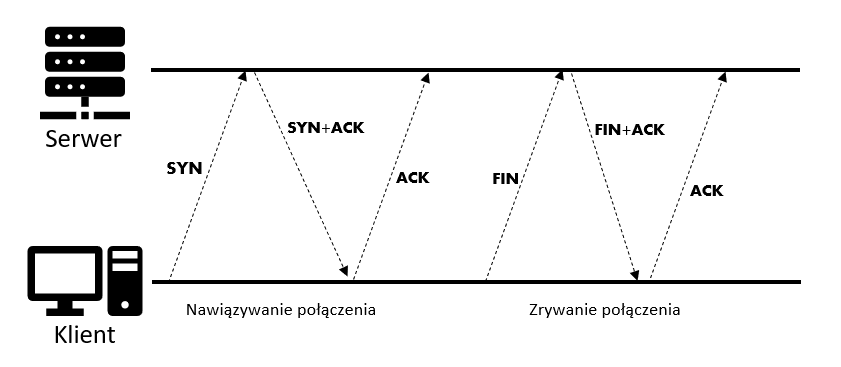 Serwer
SYN
SYN+ACK
ACK
FIN
FIN+ACK
ACK
Klient
Nawiązywanie połączenia
Zrywanie połączenia